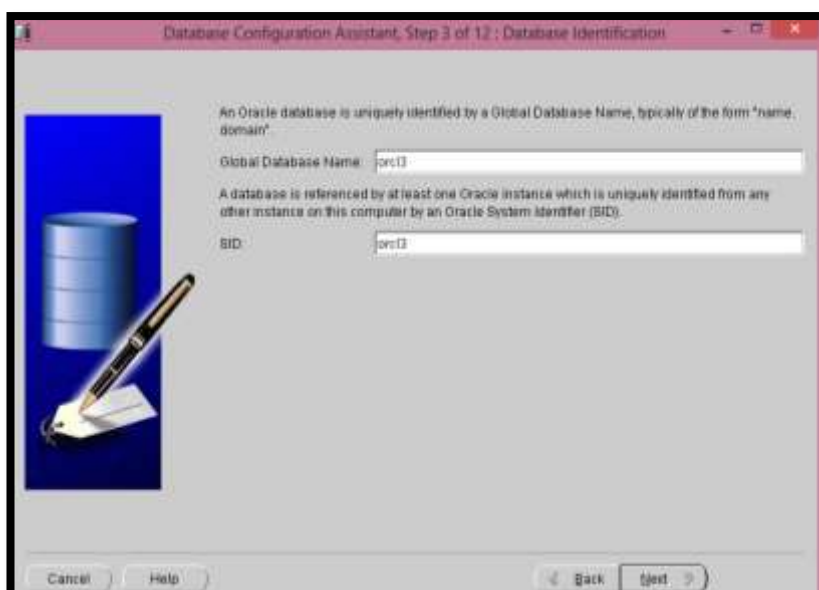 Database Configuration Assistant, Step 3 of 12 : Database Identification
An Oracle database is uniquely identified by a Global Database Name, typically of the form "name.
domain".
Global Database Name: orcl3
A database is referenced by at least one Oracle instance which is uniquely identified from any
other instance on this computer by an Oracle System Identifier (SID).
SID: orcl3
Cancel Help Back Next